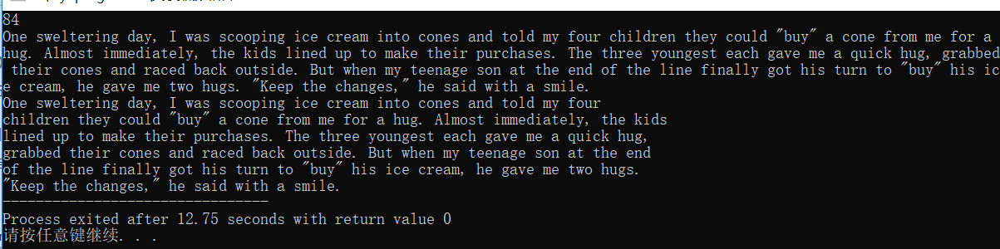 84
One sweltering day, I was scooping ice cream into cones and told my four children they could "buy" a cone from me for a
hug. Almost immediately, the kids lined up to make their purchases. The three youngest each gave me a quick hug, grabbed
their cones and raced back outside. But when my teenage son at the end of the line finally got his turn to "buy" his ic
e cream, he gave me two hugs. "Keep the changes," he said with a smile.
One sweltering day, I was scooping ice cream into cones and told my four
children they could "buy" a cone from me for a hug. Almost immediately, the kids
lined up to make their purchases. The three youngest each gave me a quick hug,
grabbed their cones and raced back outside. But when my teenage son at the end
of the line finally got his turn to "buy" his ice cream, he gave me two hugs.
"Keep the changes," he said with a smile.
--------------------------------
Process exited after 12.75 seconds with return value 0
请按任意键继续. . .